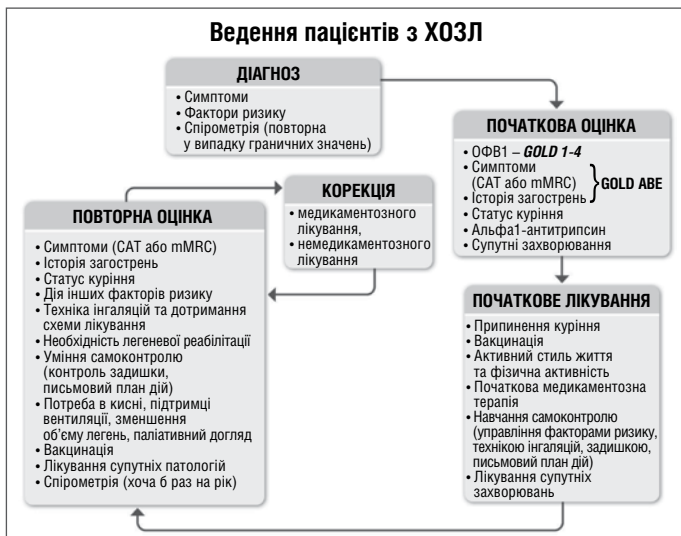 Ведення пацієнтів з ХОЗЛ
ДІАГНОЗ
• Симптоми
• Фактори ризику
• Спірометрія (повторна
у випадку граничних значень)
ПОЧАТКОВА ОЦІНКА
• ОФВ1 – GOLD 1-4
• Симптоми
(CAT або mMRC)
• Історія загострень
GOLD ABE
• Статус куріння
• Альфа1-антитрипсин
• Супутні захворювання
ПОЧАТКОВЕ ЛІКУВАННЯ
• Припинення куріння
• Вакцинація
• Активний стиль життя
та фізична активність
• Початкова медикаментозна
терапія
• Навчання самоконтролю
(управління факторами ризику,
технікою інгаляцій, задишкою,
письмовий план дій)
• Лікування супутніх
захворювань
КОРЕКЦІЯ
• медикаментозного
лікування,
• немедикаментозного
лікування
ПОВТОРНА ОЦІНКА
• Симптоми (CAT або mMRC)
• Історія загострень
• Статус куріння
• Дія інших факторів ризику
• Техніка інгаляцій та дотримання
схеми лікування
• Необхідність легеневої реабілітації
• Уміння самоконтролю
(контроль задишки,
письмовий план дій)
• Потреба в кисні, підтримці
вентиляції, зменшення
об'єму легень, паліативний догляд
• Вакцинація
• Лікування супутніх патологій
• Спірометрія (хоча б раз на рік)